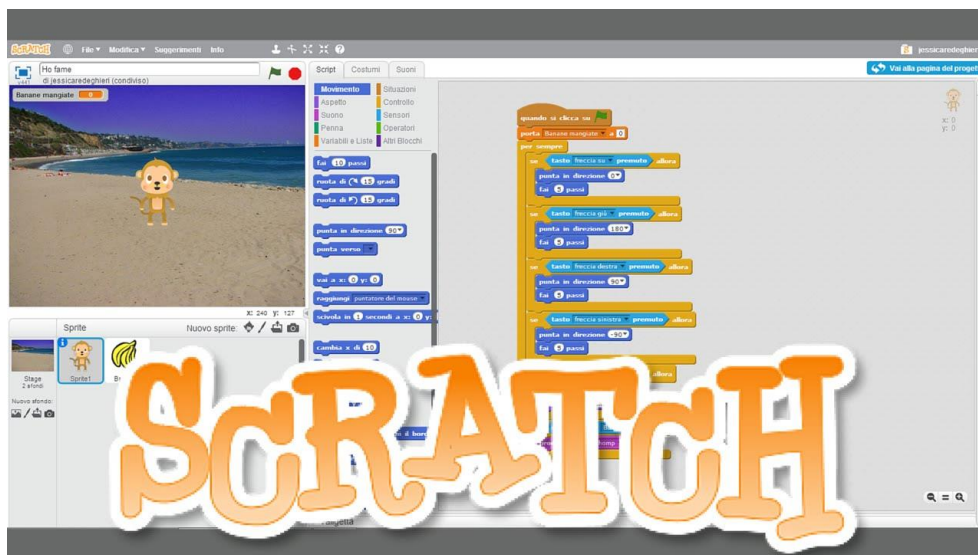 SCRATCH File Modifica Suggerimenti Info
jessicaredeghier
Ho fame
di jessicaredeghieri (condiviso)
Vai alla pagina del proget
Banane mangiate 0
Script Costumi Suoni
Movimento Situazioni
Aspetto Controllo
Suono Sensori
Penna Operatori
Variabili e Liste Altri Blocchi
fai 10 passi
ruota di 15 gradi
ruota di 15 gradi
punta in direzione 90
punta verso
vai a x: 0 y: 0
raggiungi puntatore del mouse
scivola in 1 secondi a x: 0 y:
cambia x di 10
n il bord
quando si clicca su
porta Banane mangiate a 0
per sempre
se tasto freccia su premuto allora
punta in direzione 0
fai 5 passi
se tasto freccia giù premuto allora
punta in direzione 180
fai 5 passi
se tasto freccia destra premuto allora
punta in direzione 90
fai 5 passi
se tasto freccia sinistra premuto allora
punta in direzione -90
fai 5 passi
allora
homp
x: 0
y: 0
x: 240 y: 127
Sprite Nuovo sprite:
Stage
2 sfondi
Sprite1
Nuovo sfondo:
SCRATCH